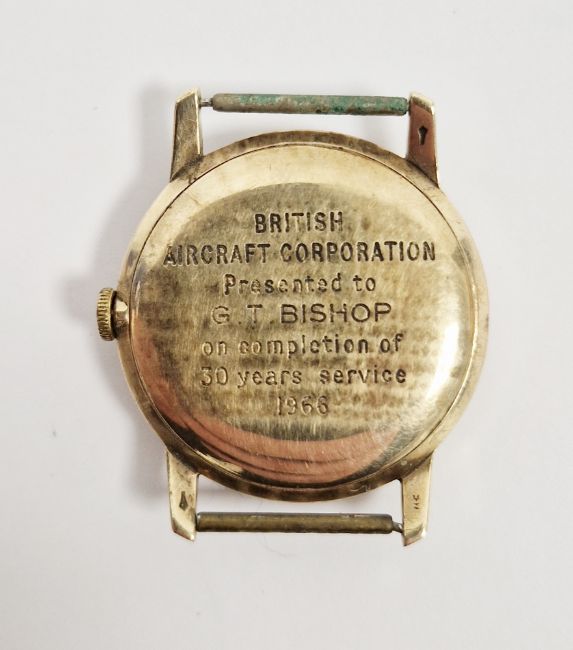 BRITISH
AIRCRAFT CORPORATION
Presented to
G.T. BISHOP
on completion of
30 years service
1966